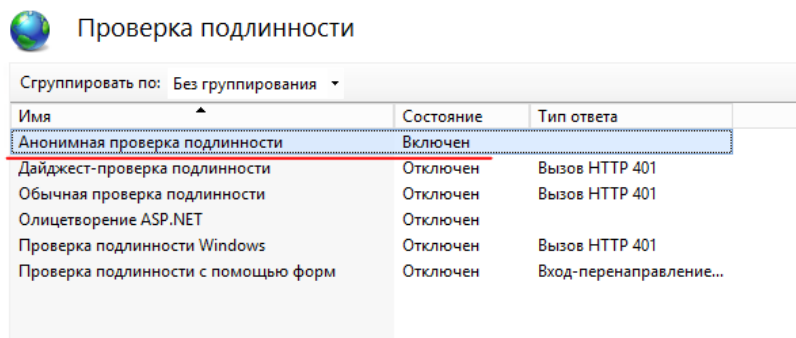 Проверка подлинности
Сгруппировать по: Без группирования
Имя Состояние Тип ответа
Анонимная проверка подлинности Включен
Дайджест-проверка подлинности Отключен Вызов HTTP 401
Обычная проверка подлинности Отключен Вызов HTTP 401
Олицетворение ASP.NET Отключен
Проверка подлинности Windows Отключен Вызов HTTP 401
Проверка подлинности с помощью форм Отключен Вход-перенаправление...